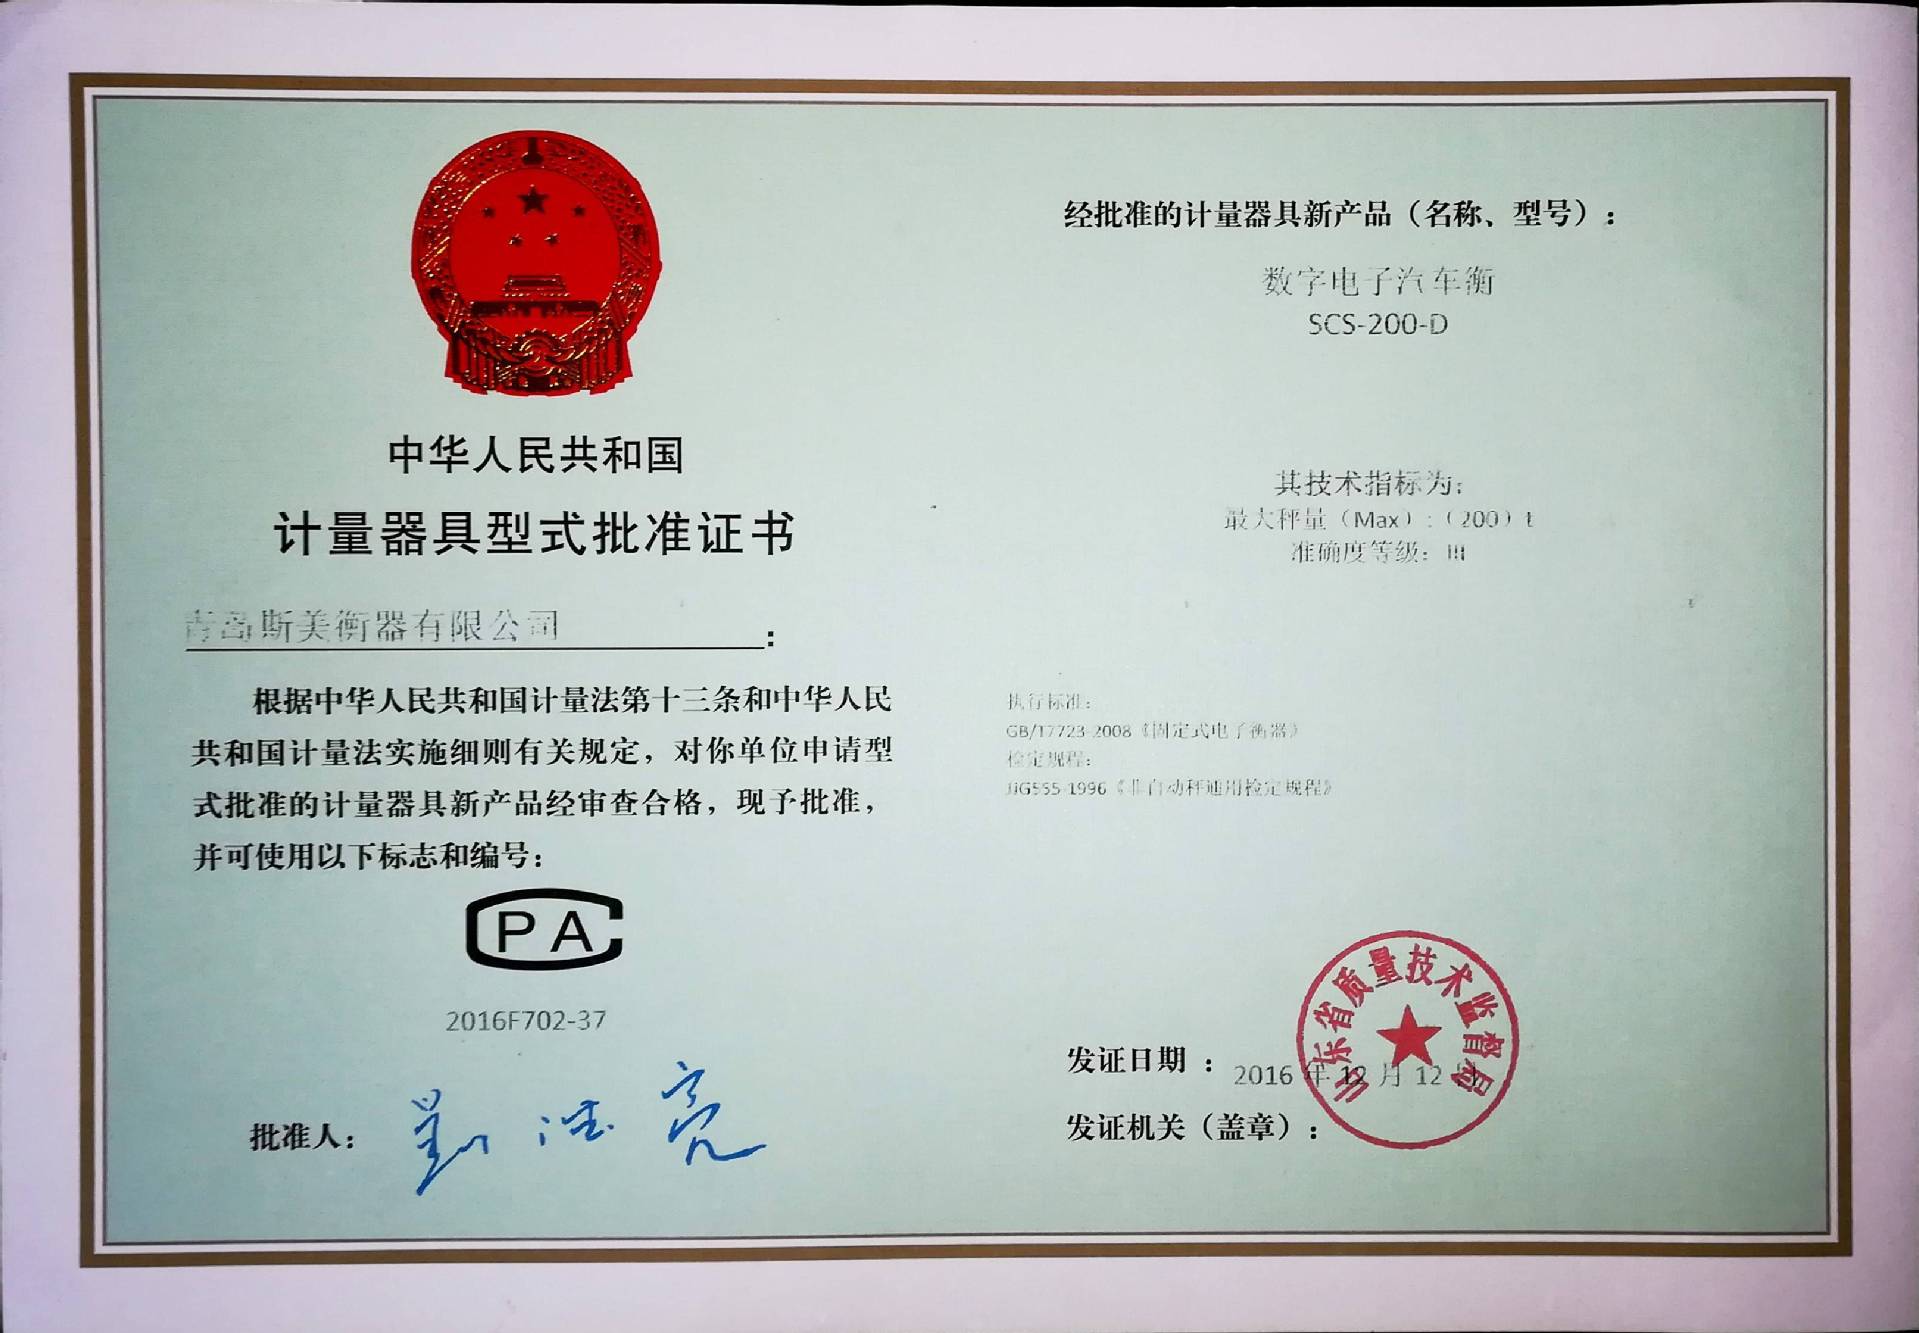 中华人民共和国
计量器具型式批准证书
青岛斯美衡器有限公司：
根据中华人民共和国计量法第十三条和中华人民
共和国计量法实施细则有关规定，对你单位申请型
式批准的计量器具新产品经审查合格，现予批准，
并可使用以下标志和编号：
CPA
2016F702-37
批准人：
经批准的计量器具新产品（名称、型号）：
数字电子汽车衡
SCS-200-D
其技术指标为：
最大秤量（Max）：（200）t
准确度等级：III
执行标准：
GB/T7723-2008《固定式电子衡器》
检定规程：
JJG555-1996《非自动秤通用检定规程》
发证日期：2016 年 12 月 12 日
发证机关（盖章）：
山东省质量技术监督局